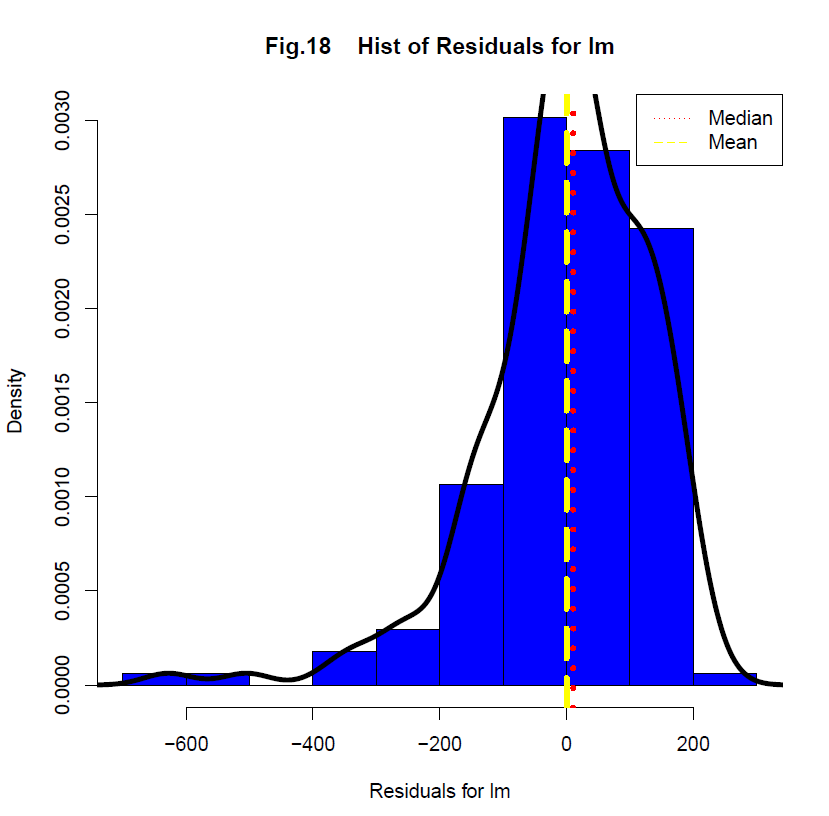 Fig.18    Hist of Residuals for lm
Median
Mean
Density
0.0030
0.0025
0.0020
0.0015
0.0010
0.0005
0.0000
−600 −400 −200 0 200
Residuals for lm